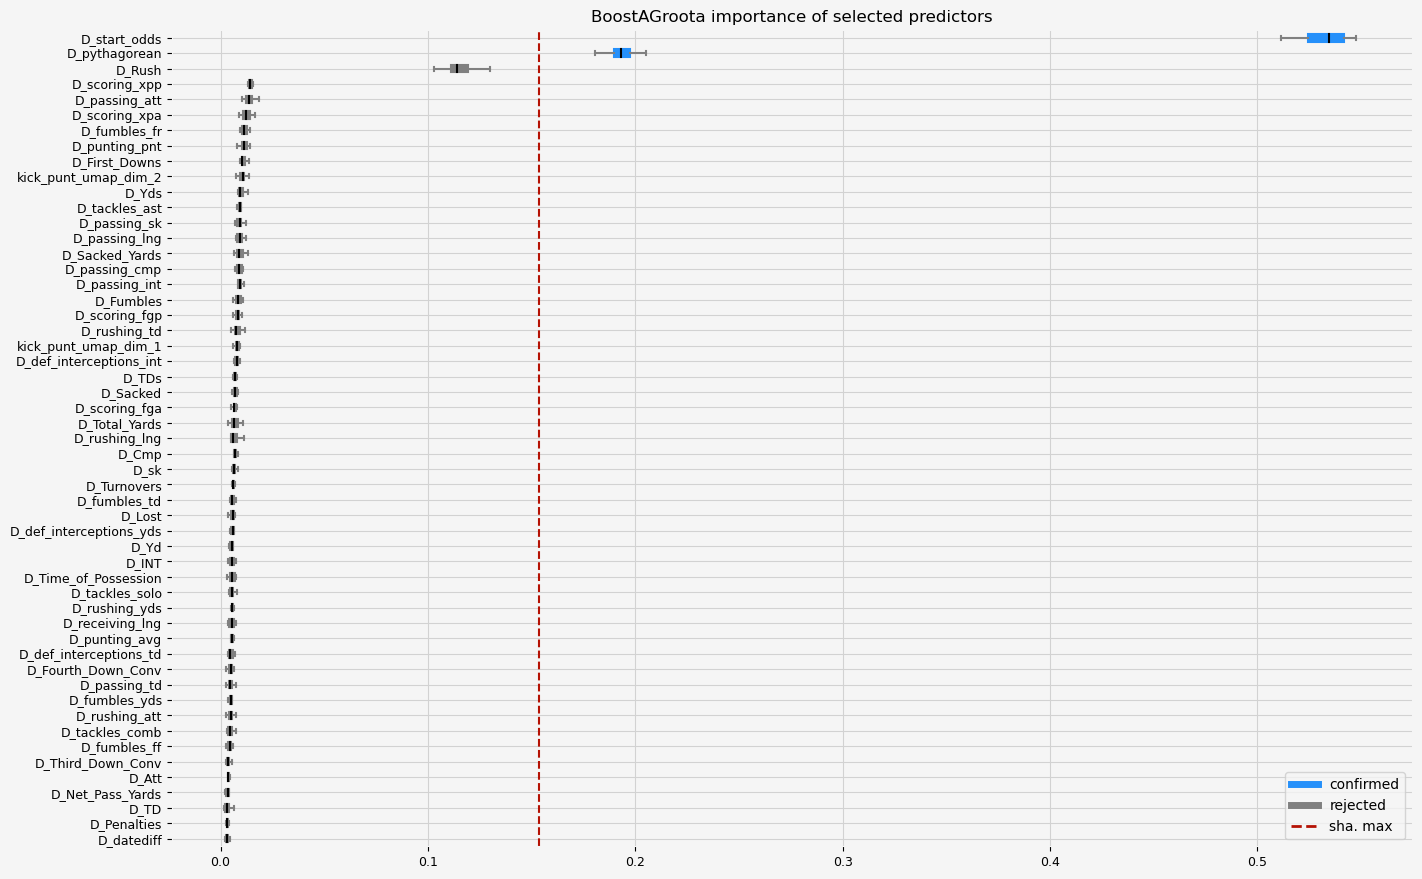 BoostAGroota importance of selected predictors
D_start_odds
D_pythagorean
D_Rush
D_scoring_xpp
D_passing_att
D_scoring_xpa
D_fumbles_fr
D_punting_pnt
D_First_Downs
kick_punt_umap_dim_2
D_Yds
D_tackles_ast
D_passing_sk
D_passing_lng
D_Sacked_Yards
D_passing_cmp
D_passing_int
D_Fumbles
D_scoring_fgp
D_rushing_td
kick_punt_umap_dim_1
D_def_interceptions_int
D_TDs
D_Sacked
D_scoring_fga
D_Total_Yards
D_rushing_lng
D_Cmp
D_sk
D_Turnovers
D_fumbles_td
D_Lost
D_def_interceptions_yds
D_Yd
D_INT
D_Time_of_Possession
D_tackles_solo
D_rushing_yds
D_receiving_lng
D_punting_avg
D_def_interceptions_td
D_Fourth_Down_Conv
D_passing_td
D_fumbles_yds
D_rushing_att
D_tackles_comb
D_fumbles_ff
D_Third_Down_Conv
D_Att
D_Net_Pass_Yards
D_TD
D_Penalties
D_datediff
confirmed
rejected
sha. max
0.0 0.1 0.2 0.3 0.4 0.5